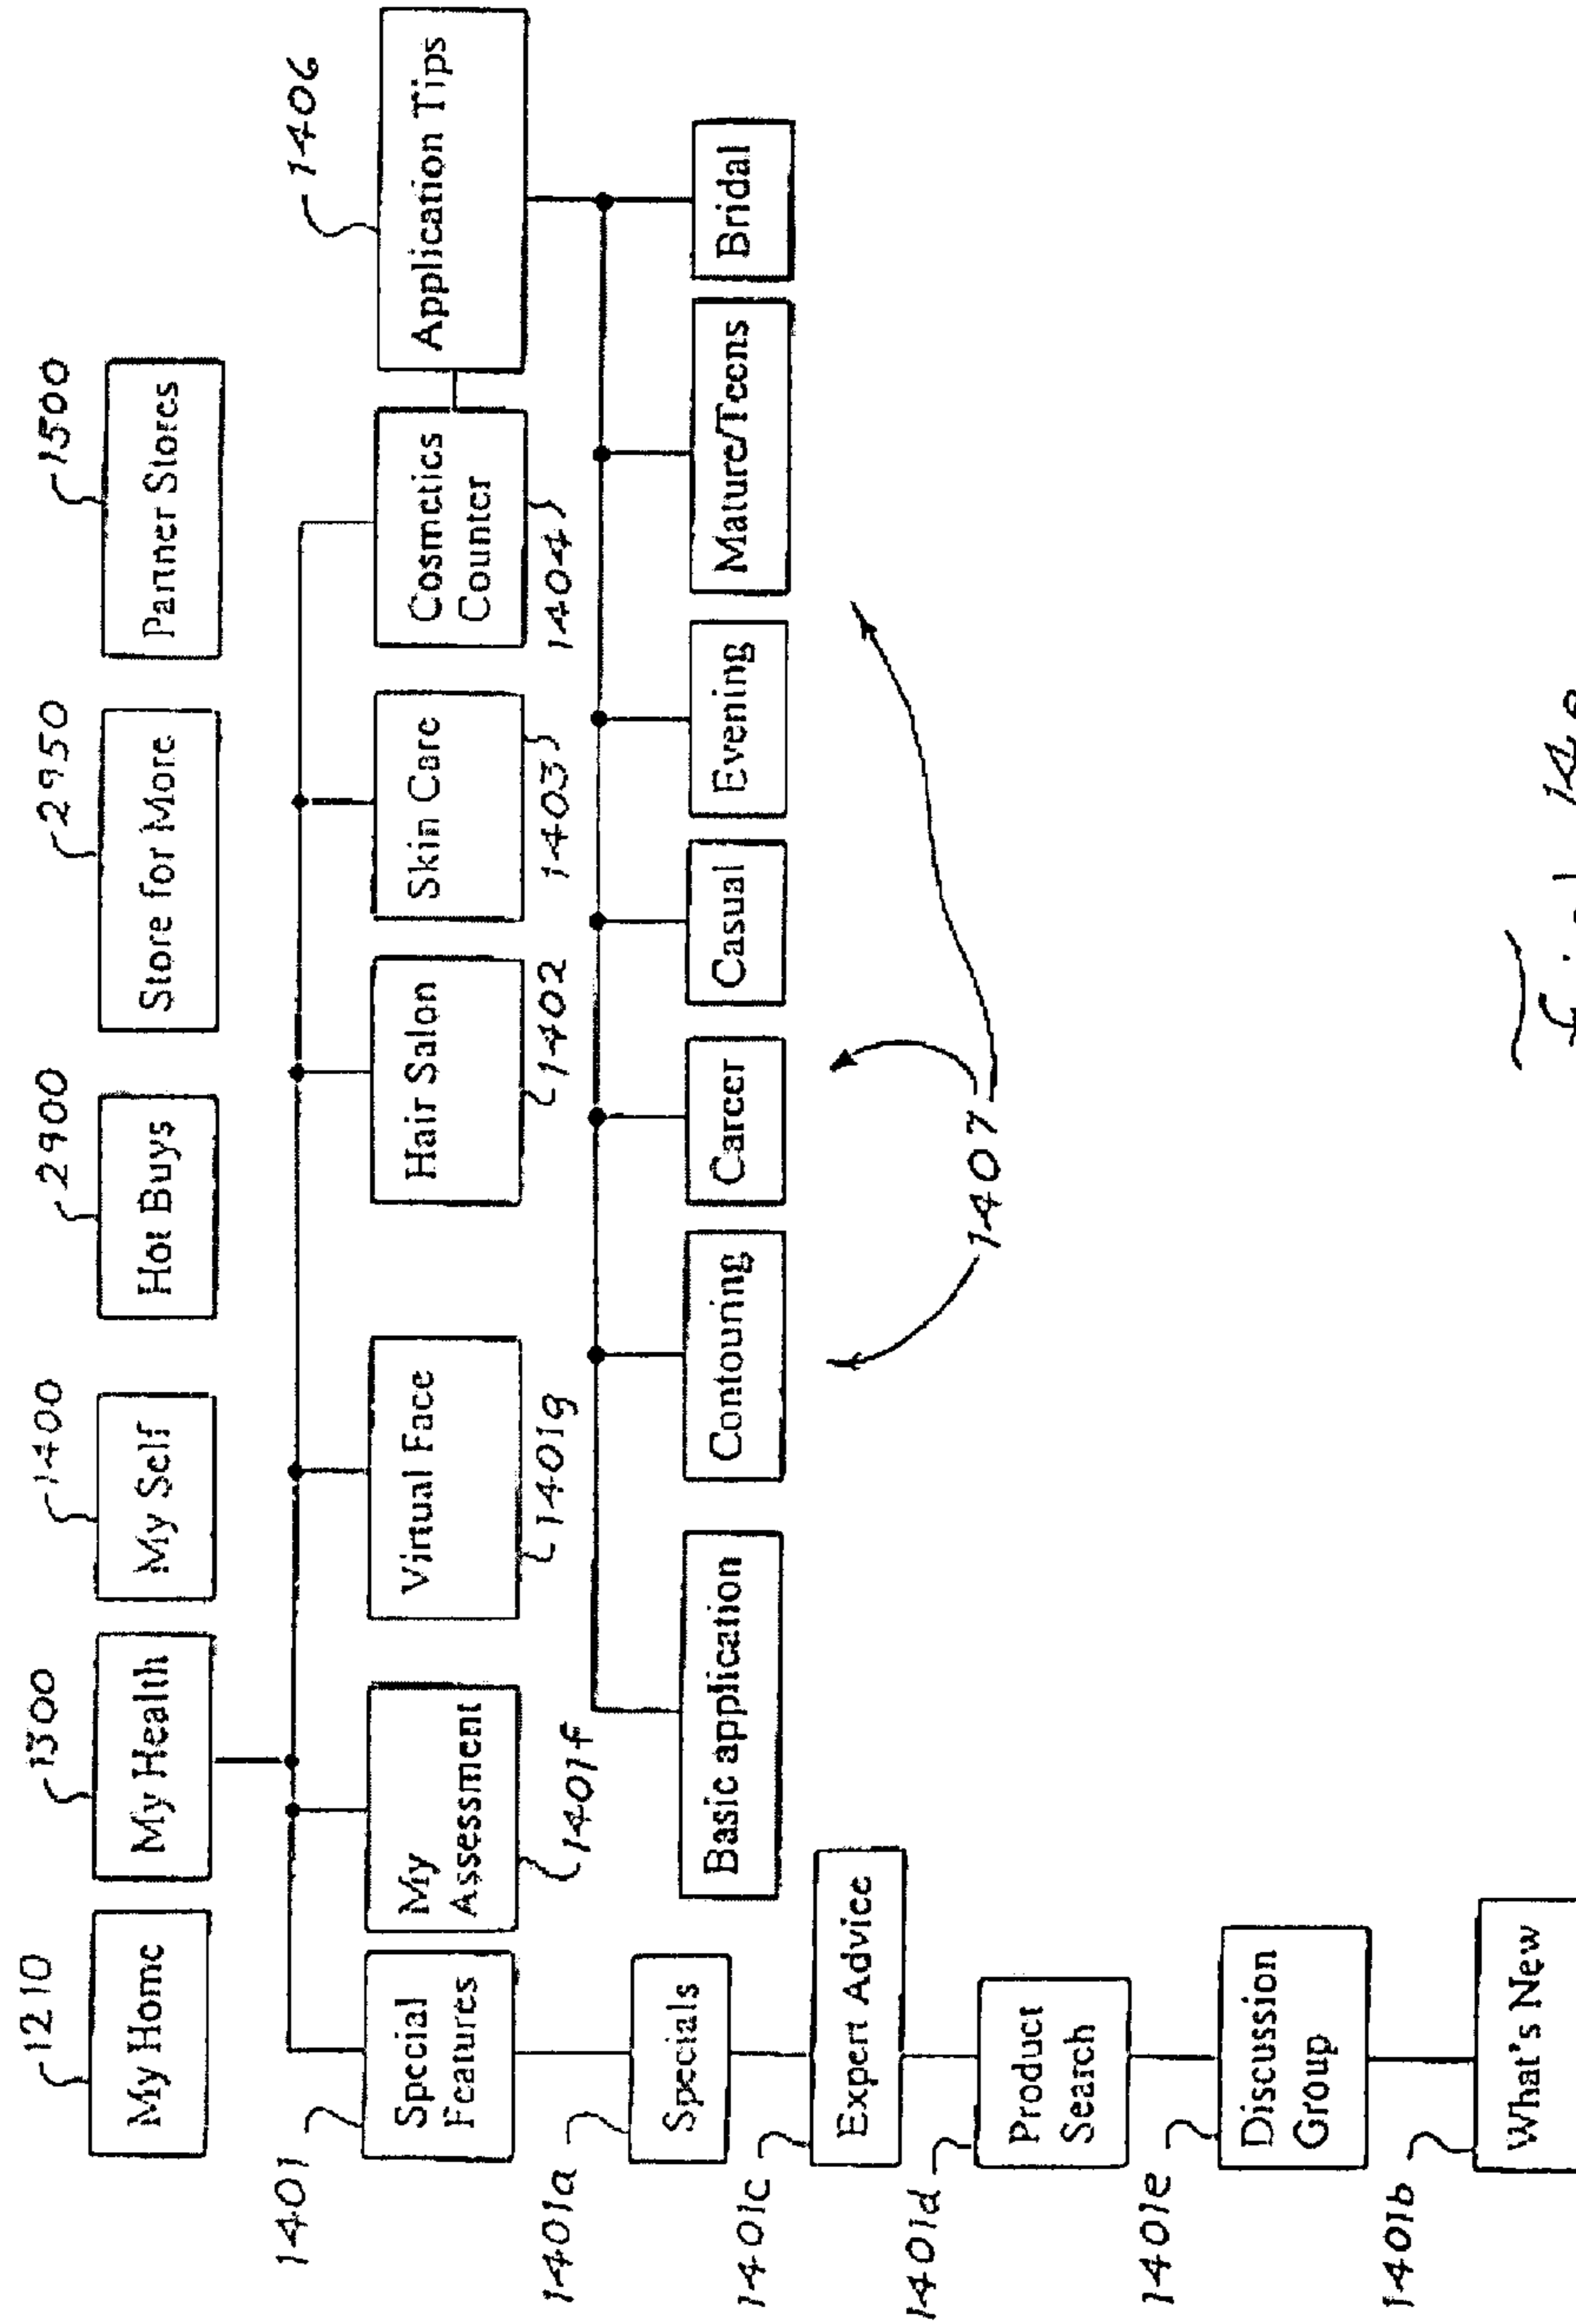 1210
1300
1400
2900
2950
1500
My Home
My Health
My Self
Hot Buys
Store for More
Partner Stores
1401
1406
Special
Features
My
Assessment
Virtual Face
Hair Salon
Skin Care
Cosmetics
Counter
Application Tips
1401f
1401g
1402
1403
1404
1401a
Specials
Basic application
Contouring
Career
Casual
Evening
Mature/Teens
Bridal
1401c
Expert Advice
1407
1401d
Product
Search
1401e
Discussion
Group
1401b
What's New